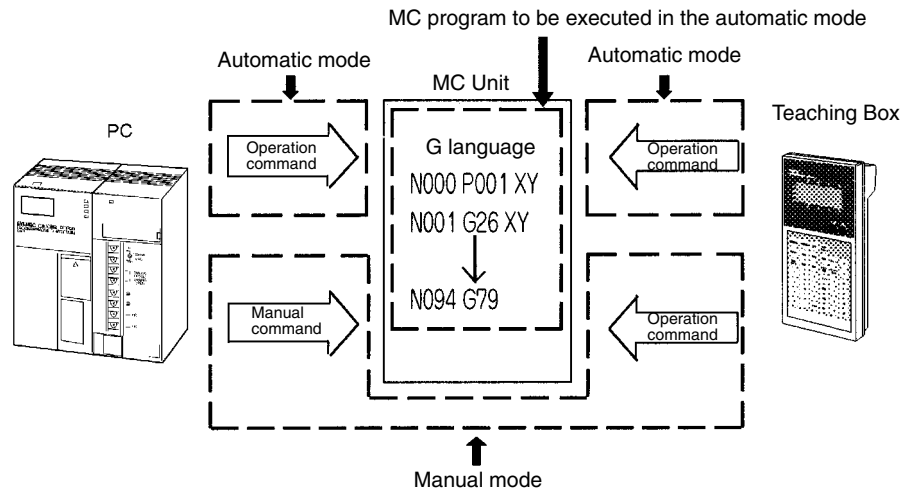 MC program to be executed in the automatic mode
Automatic mode
Automatic mode
MC Unit
PC
Teaching Box
Operation
command
G language
Operation
command
N000 P001 XY
N001 G26 XY
N094 G79
Manual
command
Operation
command
Manual mode